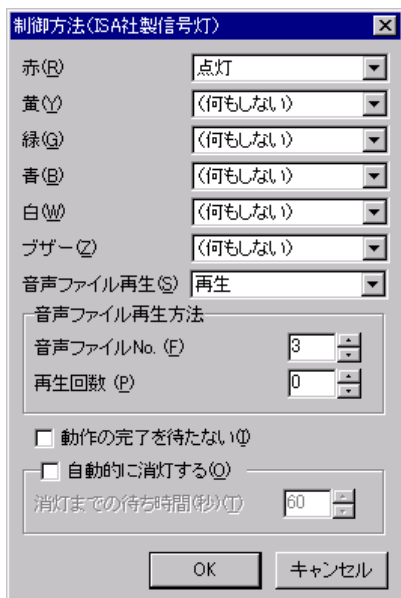 制御方法(ISA社製信号灯)
赤(R) 点灯
黄(Y) (何もしない)
緑(G) (何もしない)
青(B) (何もしない)
白(W) (何もしない)
ブザー(Z) (何もしない)
音声ファイル再生(S) 再生
音声ファイル再生方法
音声ファイルNo. (F) 3
再生回数 (P) 0
動作の完了を待たない(I)
自動的に消灯する(O)
消灯までの待ち時間(秒)(T) 60
OK キャンセル